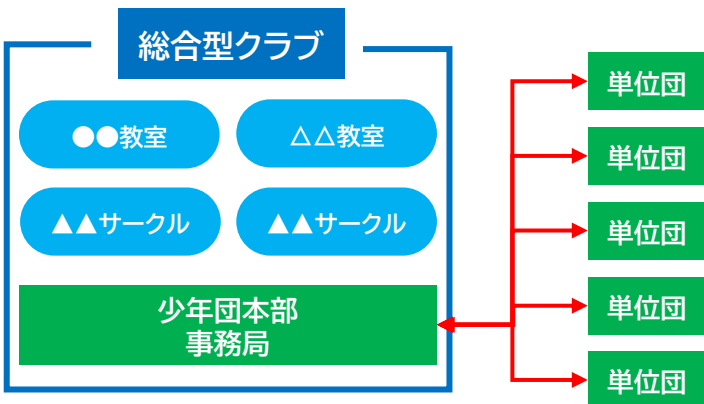 総合型クラブ
●●教室
△△教室
▲▲サークル
▲▲サークル
少年団本部
事務局
単位団
単位団
単位団
単位団
単位団